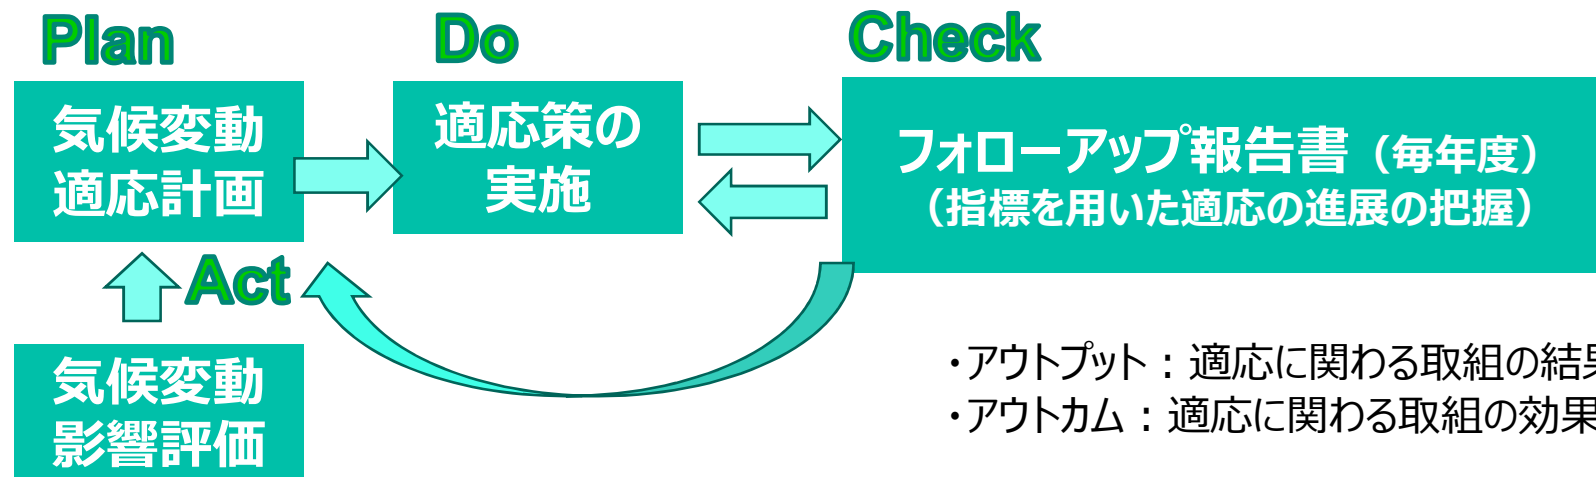 Plan
Do
Check
気候変動
適応計画
適応策の
実施
フォローアップ報告書（毎年度）
（指標を用いた適応の進展の把握）
Act
気候変動
影響評価
・アウトプット：適応に関わる取組の結果
・アウトカム：適応に関わる取組の効果